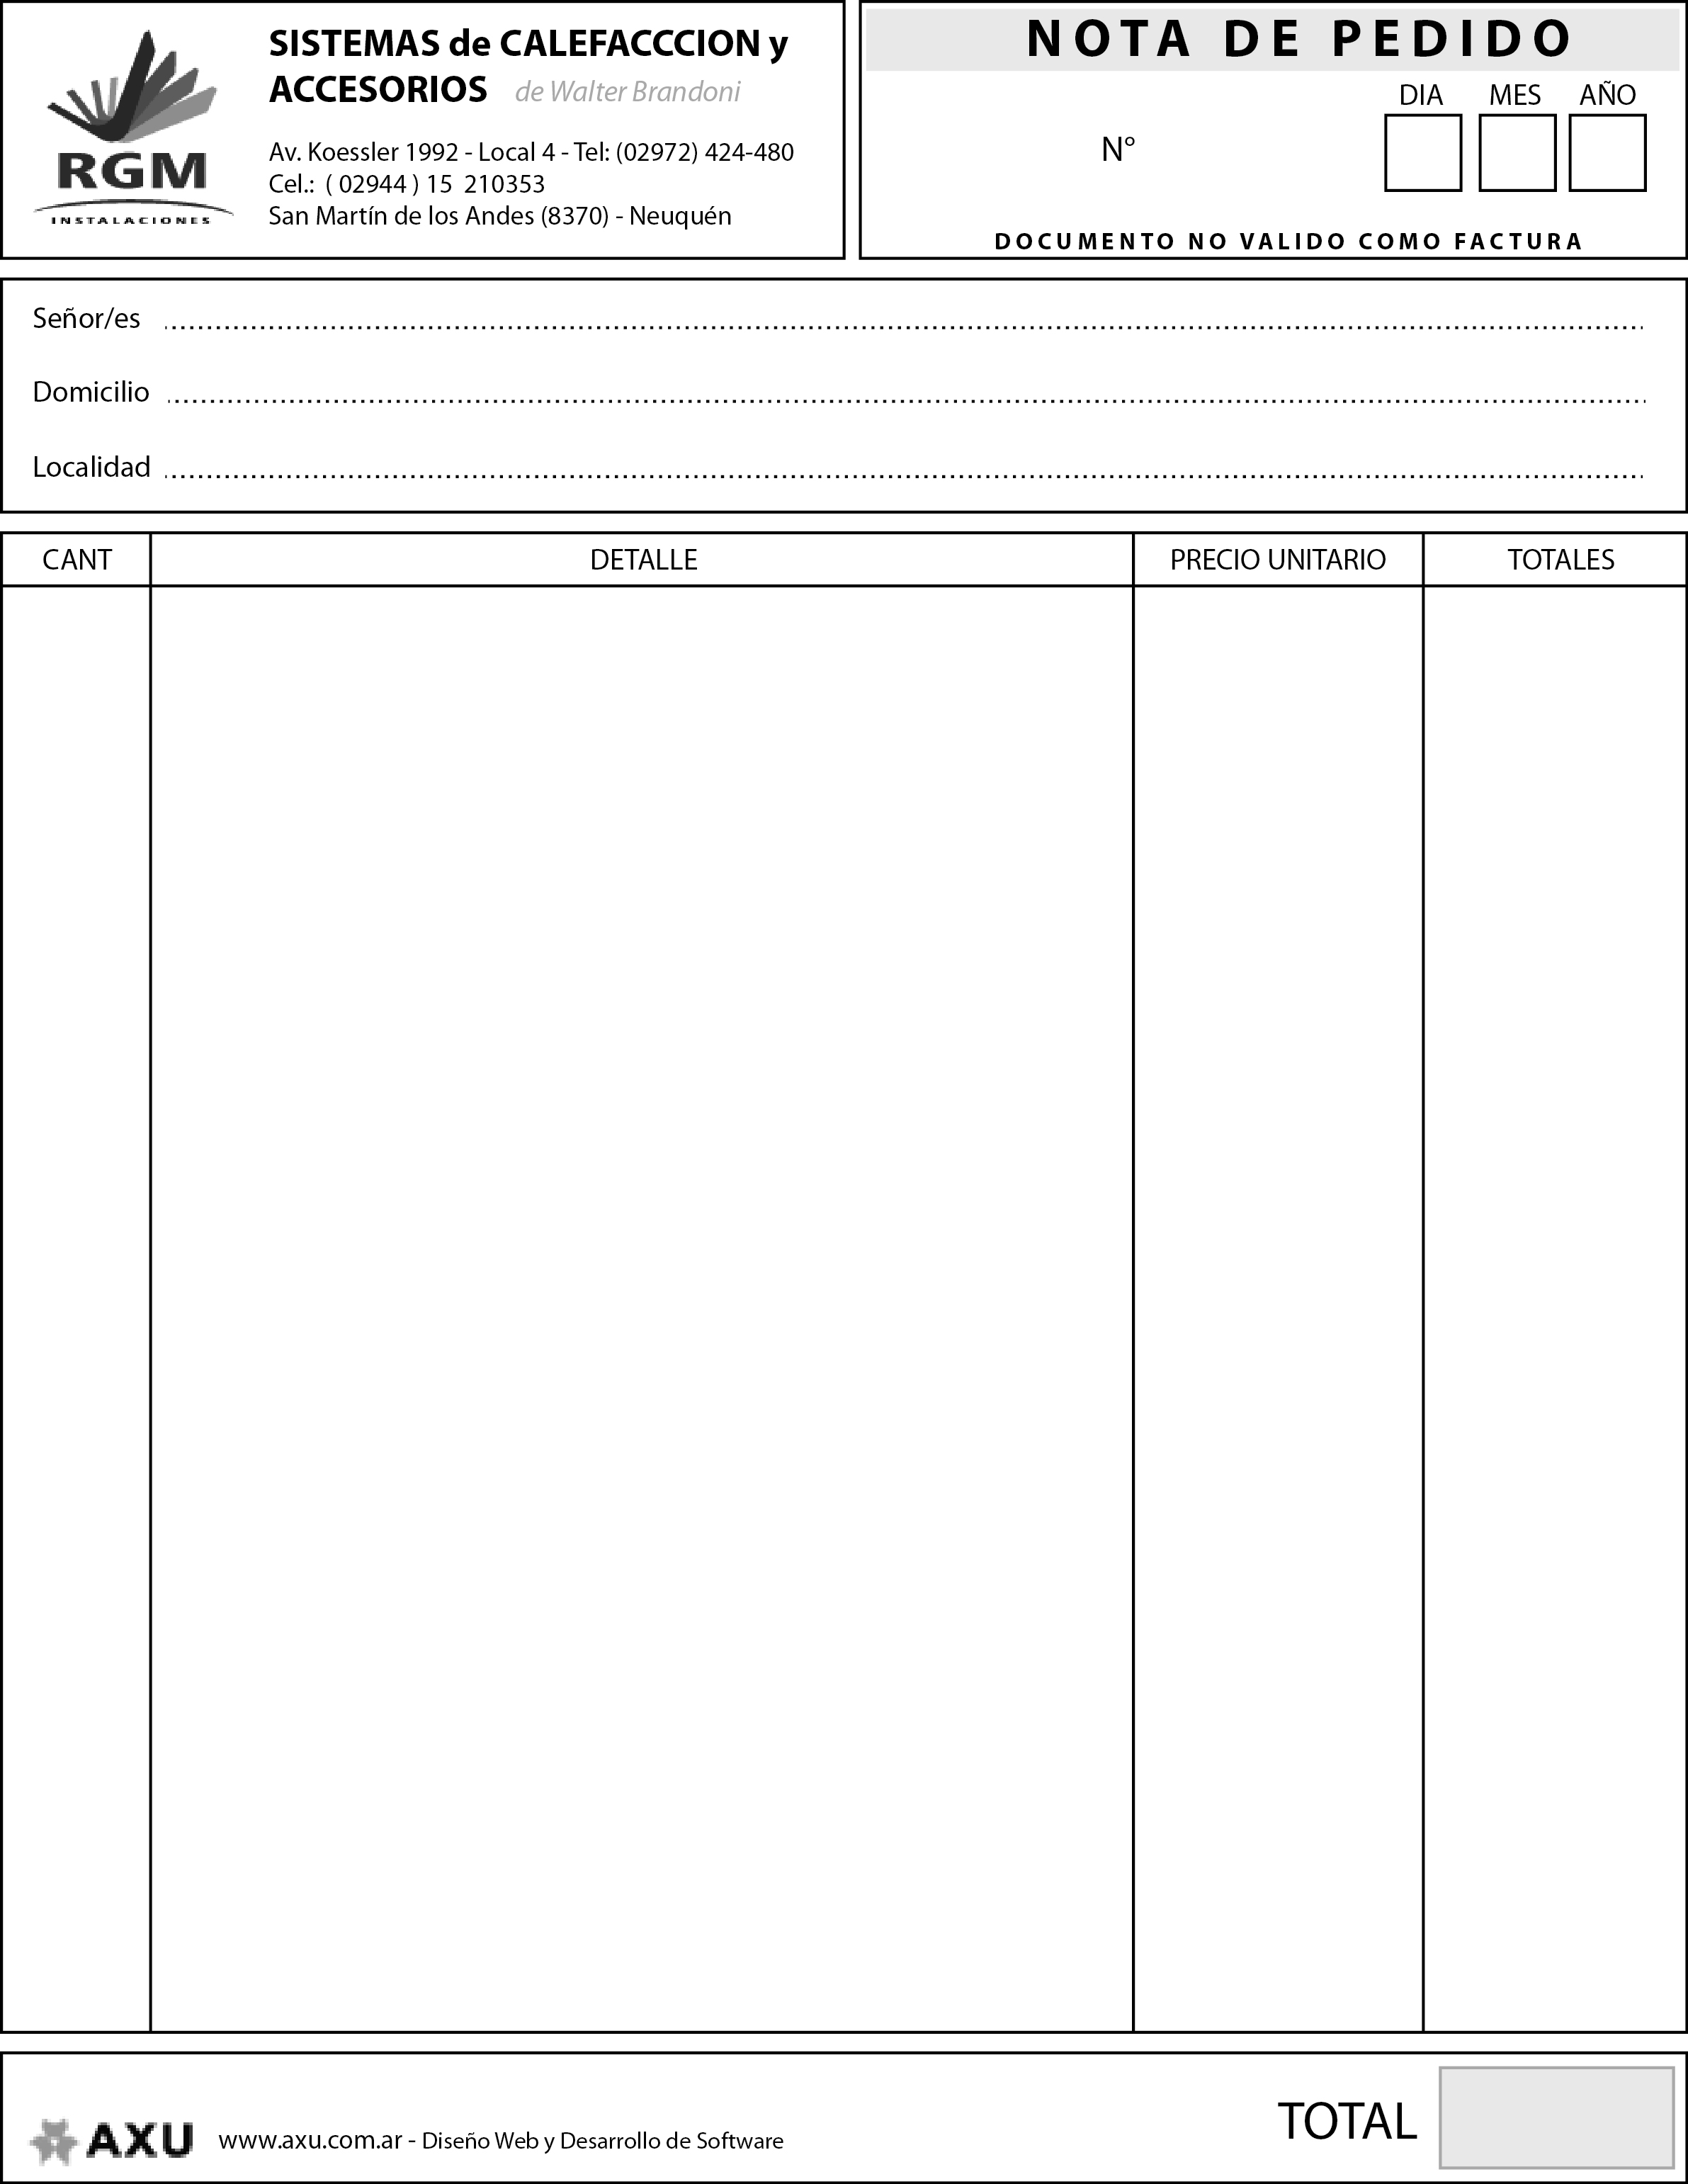 RGM
INSTALACIONES
SISTEMAS de CALEFACCCION y
ACCESORIOS de Walter Brandoni
Av. Koessler 1992 - Local 4 - Tel: (02972) 424-480
Cel.: ( 02944 ) 15 210353
San Martín de los Andes (8370) - Neuquén
NOTA DE PEDIDO
DIA MES AÑO
N°
DOCUMENTO NO VALIDO COMO FACTURA
Señor/es
Domicilio
Localidad
CANT DETALLE PRECIO UNITARIO TOTALES
TOTAL
AXU www.axu.com.ar - Diseño Web y Desarrollo de Software